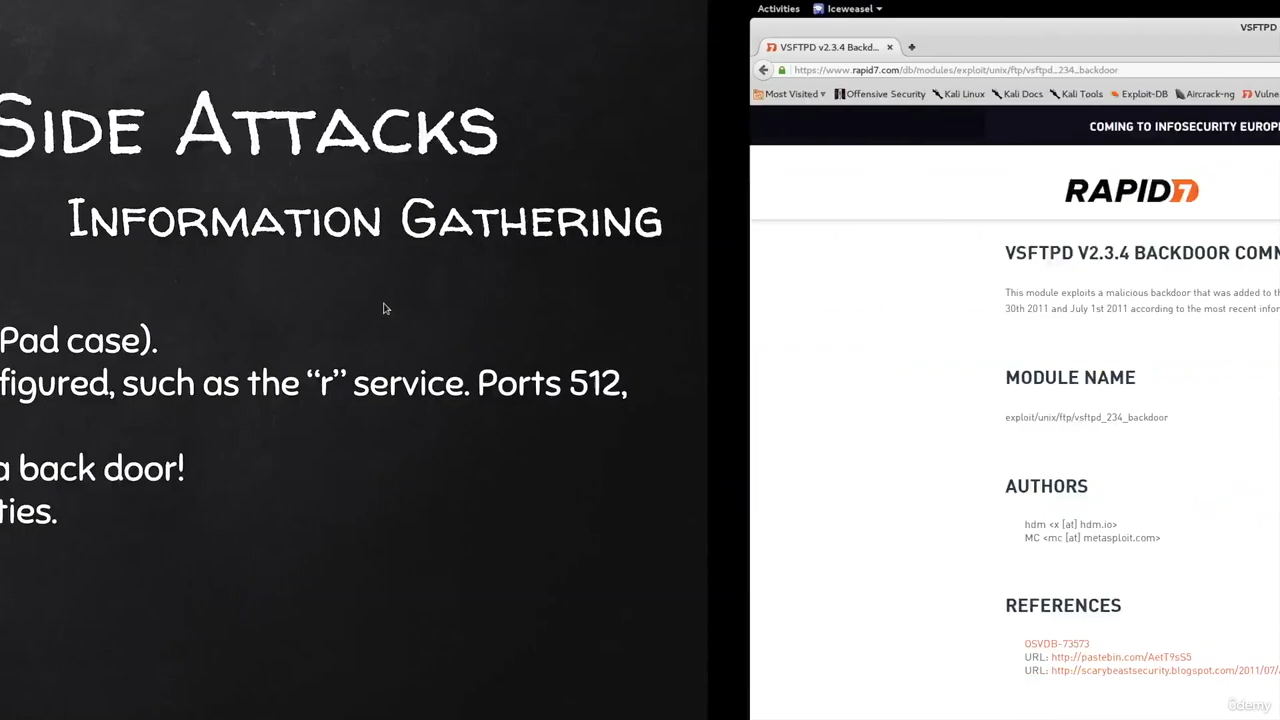 Side Attacks
Information Gathering
Pad case).
figured, such as the “r” service. Ports 512,
a back door!
ties.
Activities Iceweasel
VSFTPD
VSFTPD v2.3.4 Backd...
https://www.rapid7.com/db/modules/exploit/unix/ftp/vsftpd_234_backdoor
Most Visited Offensive Security Kali Linux Kali Docs Kali Tools Exploit-DB Aircrack-ng Vulne
COMING TO INFOSECURITY EUROP
RAPID7
VSFTPD V2.3.4 BACKDOOR COMM
This module exploits a malicious backdoor that was added to th
30th 2011 and July 1st 2011 according to the most recent infor
MODULE NAME
exploit/unix/ftp/vsftpd_234_backdoor
AUTHORS
hdm <x [at] hdm.io>
MC <mc [at] metasploit.com>
REFERENCES
OSVDB-73573
URL: http://pastebin.com/AetT9sS5
URL: http://scarybeastsecurity.blogspot.com/2011/07/
ûdemy